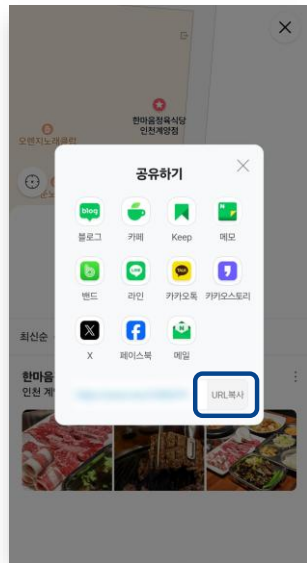 한마음정육식당
인천계양점
오렌지노래클럽
공유하기
blog
블로그
카페
Keep
메모
밴드
LINE
라인
TALK
카카오톡
카카오스토리
X
페이스북
메일
최신순
한마음
인천 계
URL복사